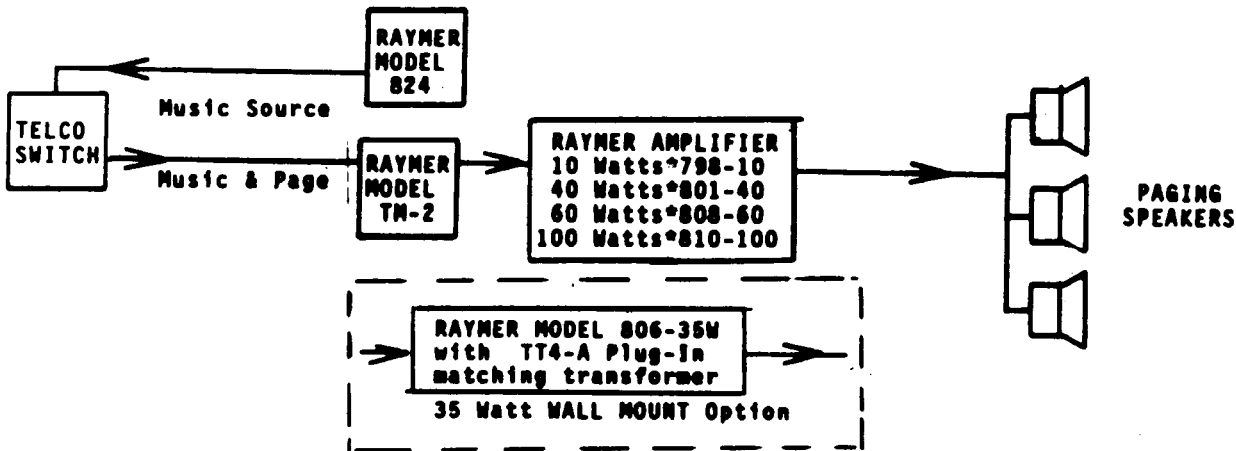 RAYMER
MODEL
824
Music Source
TELCO
SWITCH
Music & Page
RAYMER
MODEL
TM-2
RAYMER AMPLIFIER
10 Watts*798-10
40 Watts*801-40
60 Watts*808-60
100 Watts*810-100
PAGING
SPEAKERS
RAYMER MODEL 806-35W
with TT4-A Plug-In
matching transformer
35 Watt WALL MOUNT Option